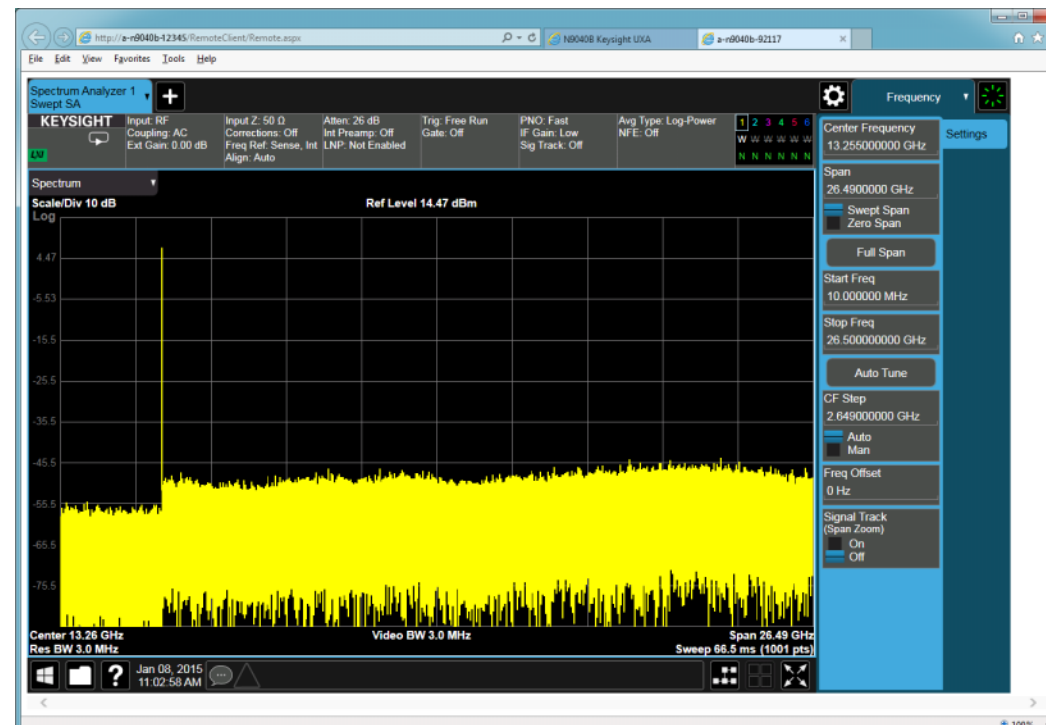 http://a-n9040b-12345/RemoteClient/Remote.aspx
N9040B Keysight UXA
a-n9040b-92117
File Edit View Favorites Tools Help
Spectrum Analyzer 1
Swept SA
Frequency
KEYSIGHT
LXI
Input: RF
Coupling: AC
Ext Gain: 0.00 dB
Input Z: 50 Ω
Corrections: Off
Freq Ref: Sense, Int
Align: Auto
Atten: 26 dB
Int Preamp: Off
LNP: Not Enabled
Trig: Free Run
Gate: Off
PNO: Fast
IF Gain: Low
Sig Track: Off
Avg Type: Log-Power
NFE: Off
1 2 3 4 5 6
W W W W W W
N N N N N N
Spectrum
Scale/Div 10 dB
Ref Level 14.47 dBm
Log
4.47
-5.53
-15.5
-25.5
-35.5
-45.5
-55.5
-65.5
-75.5
Center 13.26 GHz
Video BW 3.0 MHz
Span 26.49 GHz
Res BW 3.0 MHz
Sweep 66.5 ms (1001 pts)
Center Frequency
13.255000000 GHz
Settings
Span
26.4900000 GHz
Swept Span
Zero Span
Full Span
Start Freq
10.000000 MHz
Stop Freq
26.500000000 GHz
Auto Tune
CF Step
2.649000000 GHz
Auto
Man
Freq Offset
0 Hz
Signal Track
(Span Zoom)
On
Off
?
Jan 08, 2015
11:02:58 AM
100%